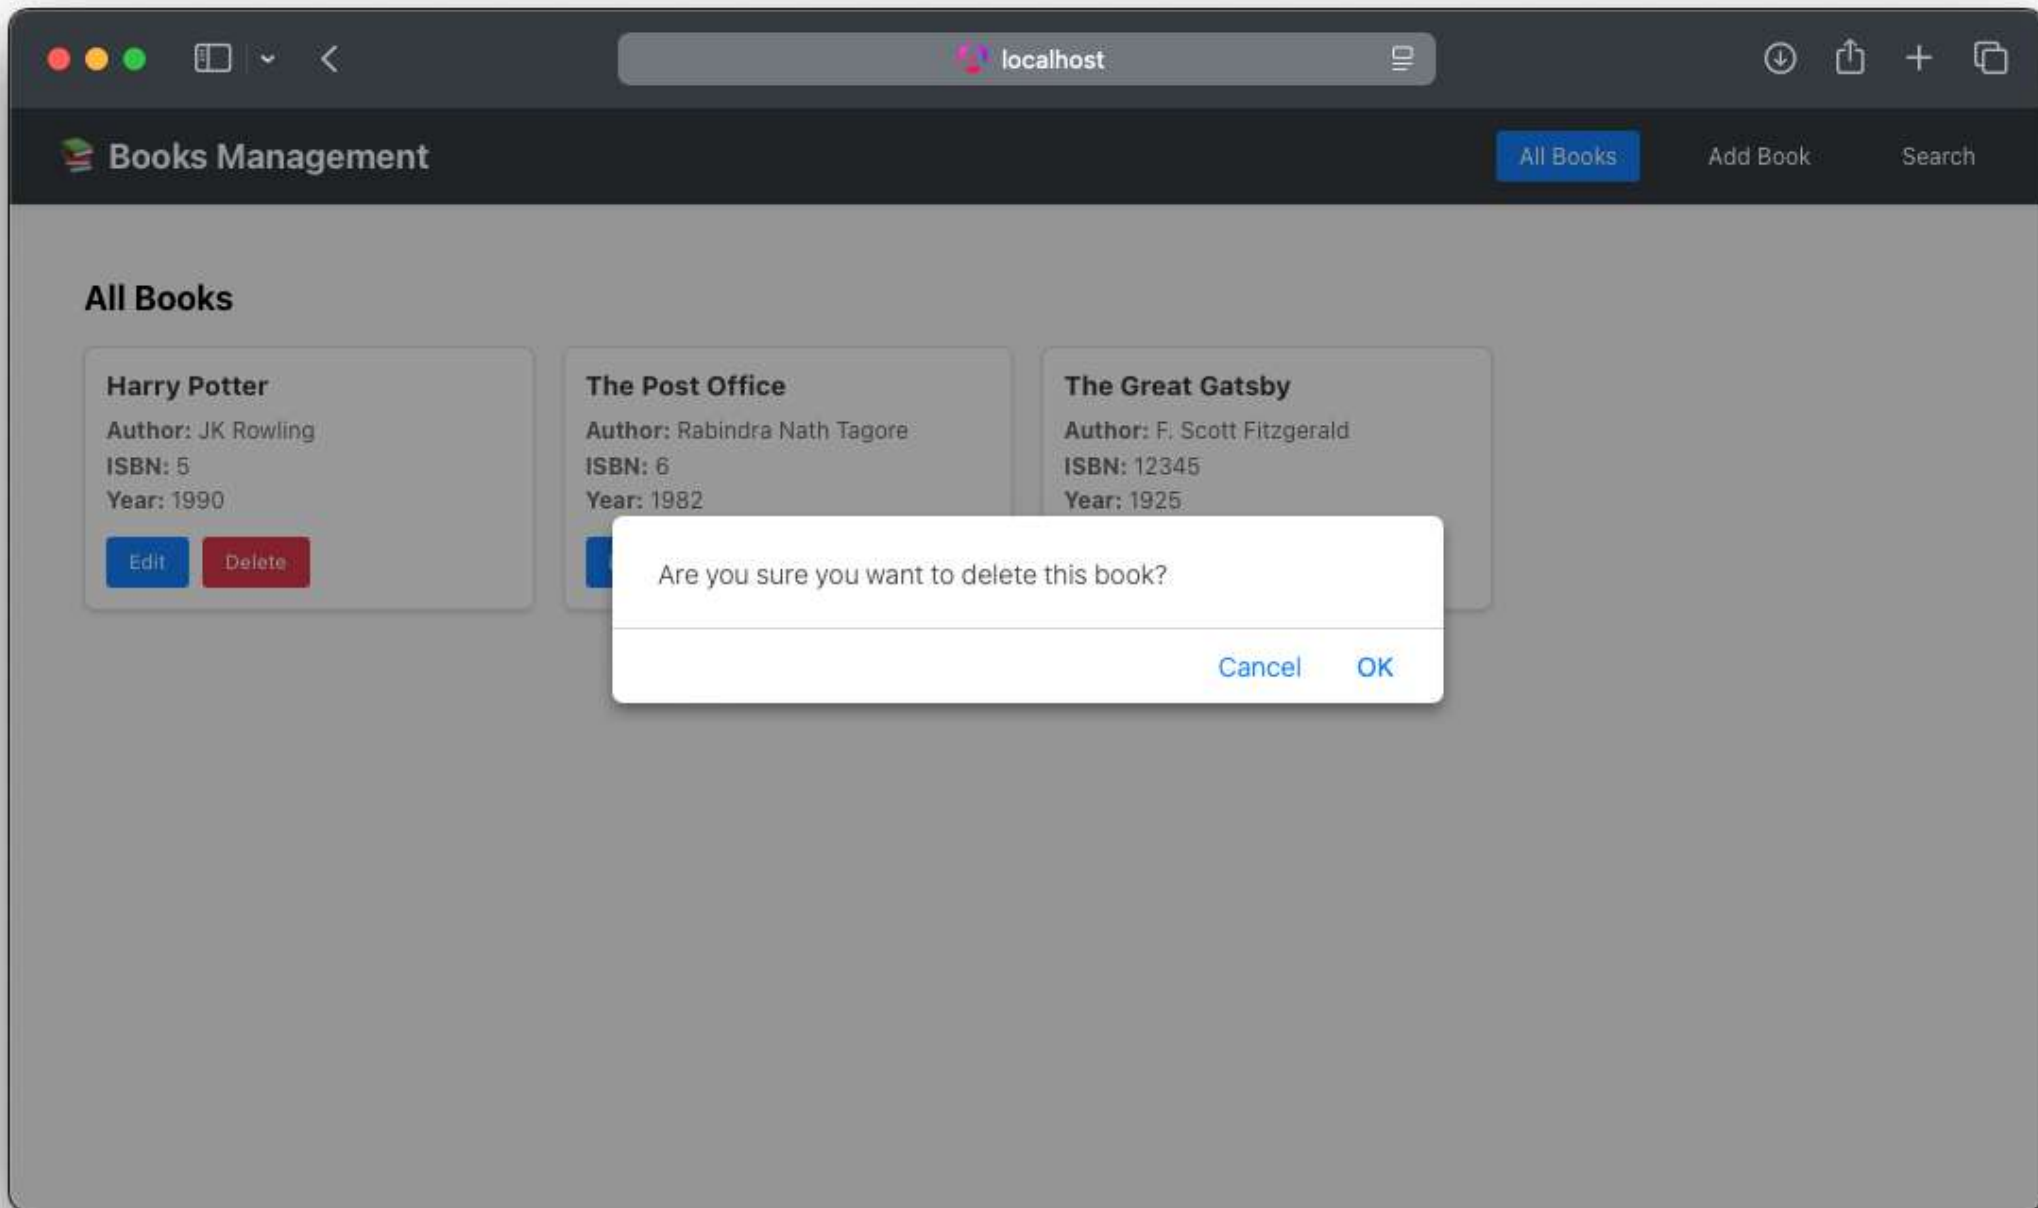 localhost
Books Management
All Books Add Book Search
All Books
Harry Potter
Author: JK Rowling
ISBN: 5
Year: 1990
Edit Delete
The Post Office
Author: Rabindra Nath Tagore
ISBN: 6
Year: 1982
The Great Gatsby
Author: F. Scott Fitzgerald
ISBN: 12345
Year: 1925
Are you sure you want to delete this book?
Cancel OK